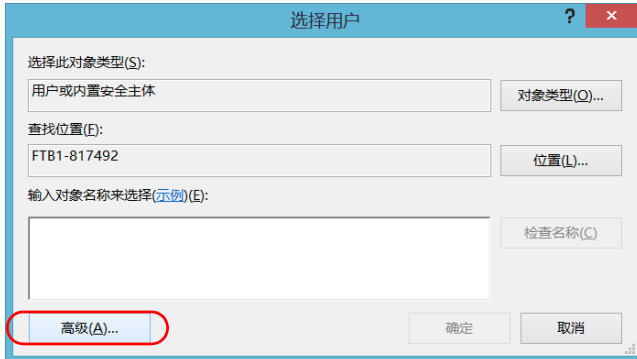 选择用户
? ×
选择此对象类型(S):
用户或内置安全主体
对象类型(O)...
查找位置(F):
FTB1-817492
位置(L)...
输入对象名称来选择(示例)(E):
检查名称(C)
高级(A)...
确定
取消